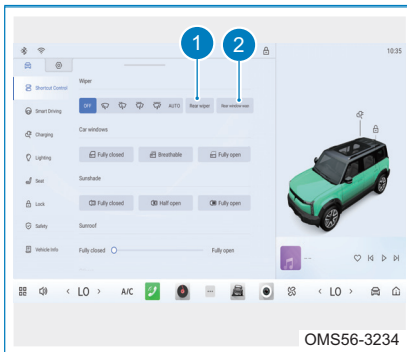 1 2
10:35
Shortcut Control
Wiper
OFF AUTO Rear wiper Rear window wash
Smart Driving
Car windows
Charging
Fully closed Breathable Fully open
Lighting
Sunshade
Seat
Fully closed Half open Fully open
Lock
Safety
Sunroof
Vehicle Info
Fully closed Fully open
--
< LO > A/C < LO >
OMS56-3234